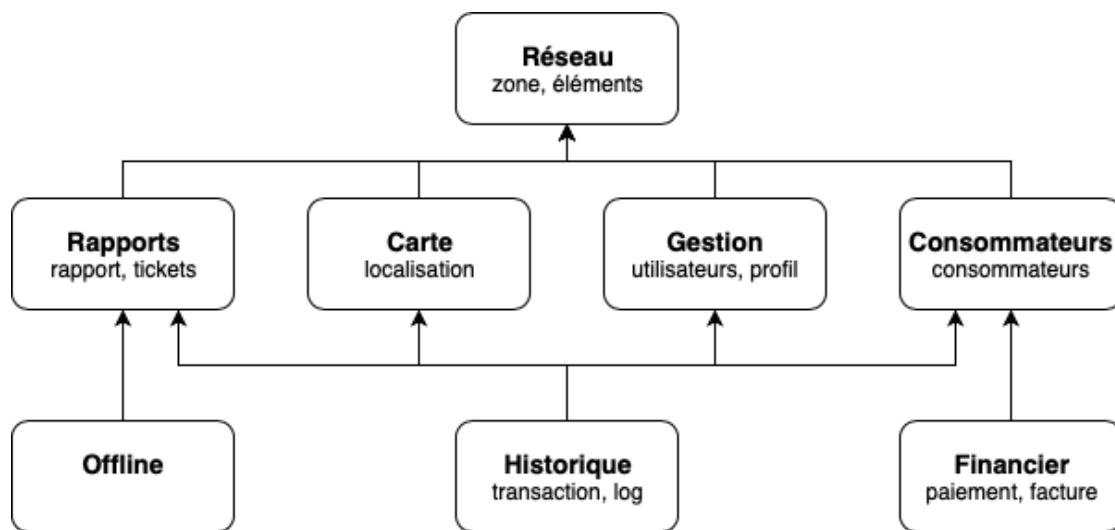 Réseau
zone, éléments
Rapports
rapport, tickets
Carte
localisation
Gestion
utilisateurs, profil
Consommateurs
consommateurs
Offline
Historique
transaction, log
Financier
paiement, facture